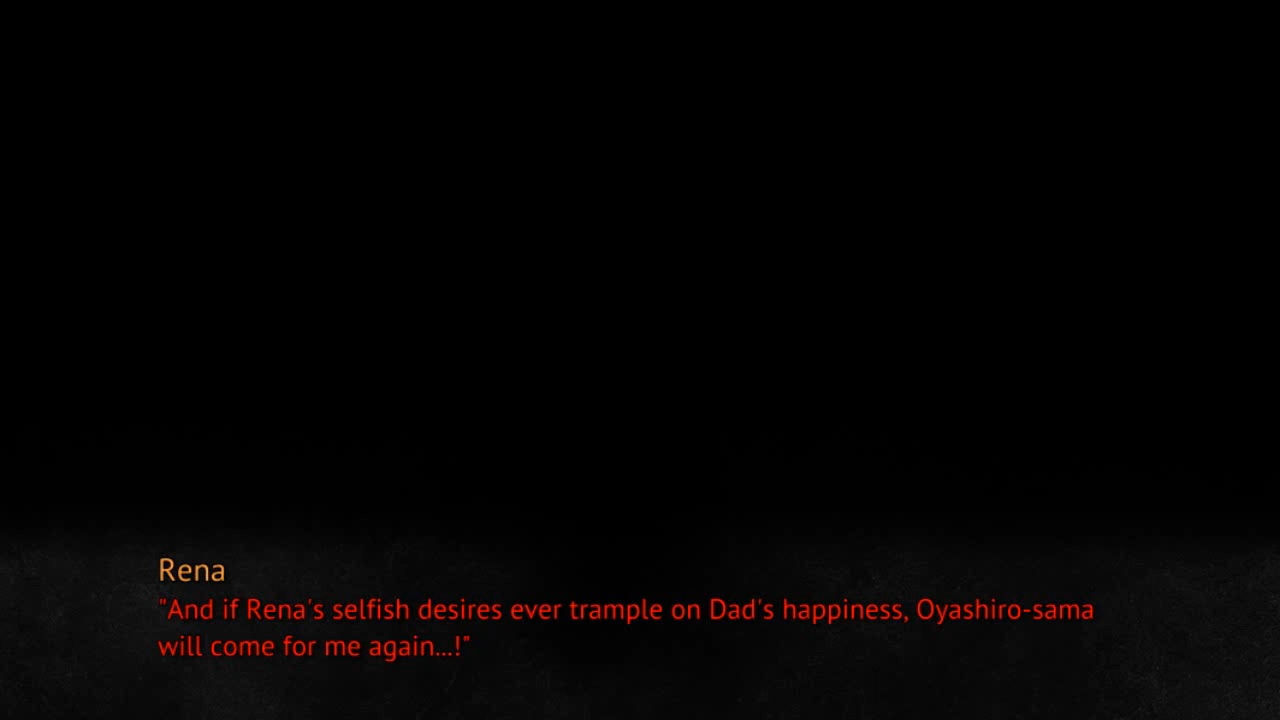 Rena
"And if Rena's selfish desires ever trample on Dad's happiness, Oyashiro-sama
will come for me again...!"